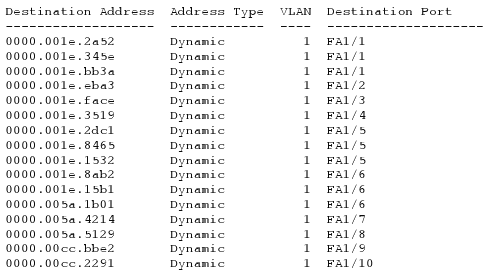 Destination Address  Address Type  VLAN  Destination Port
-------------------  ------------  ----  --------------------
0000.001e.2a52       Dynamic          1  FA1/1
0000.001e.345e       Dynamic          1  FA1/1
0000.001e.bb3a       Dynamic          1  FA1/1
0000.001e.eba3       Dynamic          1  FA1/2
0000.001e.face       Dynamic          1  FA1/3
0000.001e.3519       Dynamic          1  FA1/4
0000.001e.2dc1       Dynamic          1  FA1/5
0000.001e.8465       Dynamic          1  FA1/5
0000.001e.1532       Dynamic          1  FA1/5
0000.001e.8ab2       Dynamic          1  FA1/6
0000.001e.15b1       Dynamic          1  FA1/6
0000.005a.1b01       Dynamic          1  FA1/6
0000.005a.4214       Dynamic          1  FA1/7
0000.005a.5129       Dynamic          1  FA1/8
0000.00cc.bbe2       Dynamic          1  FA1/9
0000.00cc.2291       Dynamic          1  FA1/10